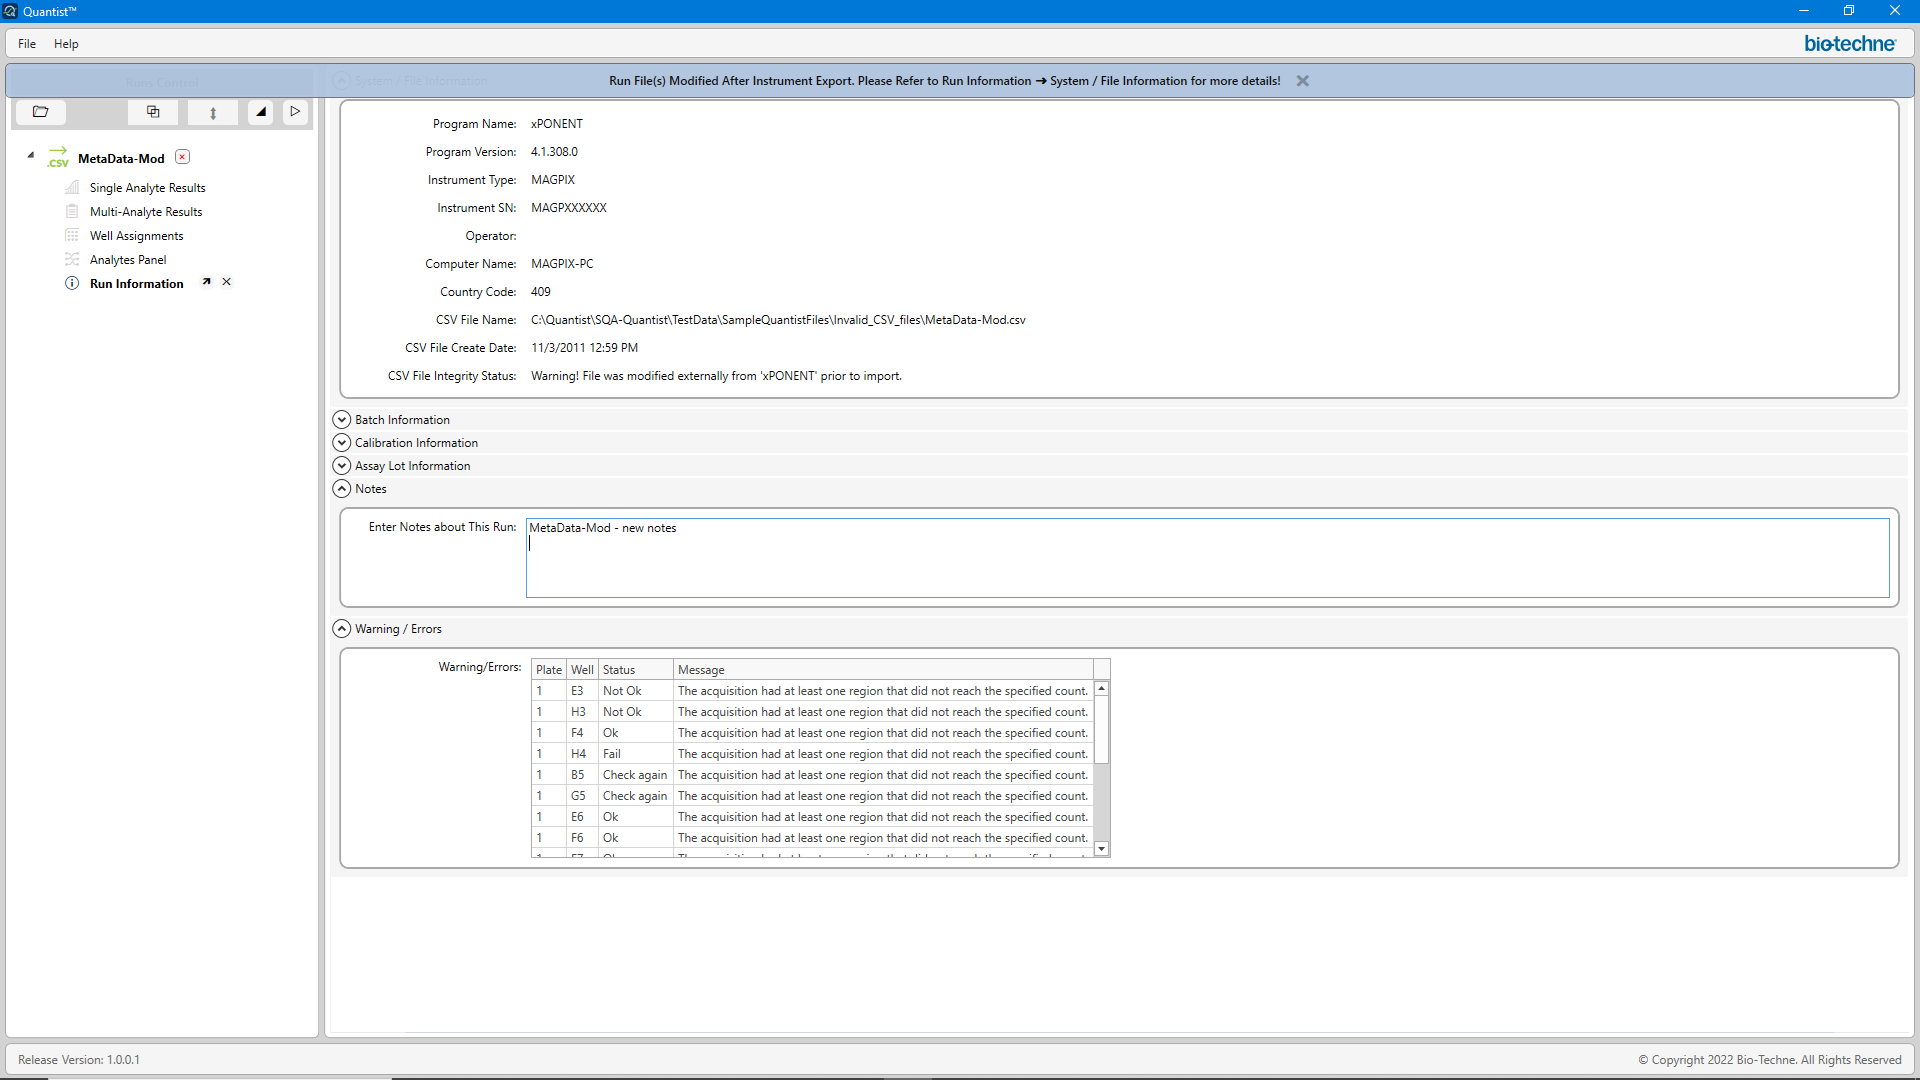 Quantist™
File Help
bio-techne
Runs Control
System / File Information
Run File(s) Modified After Instrument Export. Please Refer to Run Information ➔ System / File Information for more details!
.CSV MetaData-Mod
Single Analyte Results
Multi-Analyte Results
Well Assignments
Analytes Panel
Run Information
Program Name: xPONENT
Program Version: 4.1.308.0
Instrument Type: MAGPIX
Instrument SN: MAGPXXXXXX
Operator:
Computer Name: MAGPIX-PC
Country Code: 409
CSV File Name: C:\Quantist\SQA-Quantist\TestData\SampleQuantistFiles\Invalid_CSV_files\MetaData-Mod.csv
CSV File Create Date: 11/3/2011 12:59 PM
CSV File Integrity Status: Warning! File was modified externally from 'xPONENT' prior to import.
Batch Information
Calibration Information
Assay Lot Information
Notes
Enter Notes about This Run: MetaData-Mod - new notes
Warning / Errors
Warning/Errors:
Plate Well Status Message
1 E3 Not Ok The acquisition had at least one region that did not reach the specified count.
1 H3 Not Ok The acquisition had at least one region that did not reach the specified count.
1 F4 Ok The acquisition had at least one region that did not reach the specified count.
1 H4 Fail The acquisition had at least one region that did not reach the specified count.
1 B5 Check again The acquisition had at least one region that did not reach the specified count.
1 G5 Check again The acquisition had at least one region that did not reach the specified count.
1 E6 Ok The acquisition had at least one region that did not reach the specified count.
1 F6 Ok The acquisition had at least one region that did not reach the specified count.
Release Version: 1.0.0.1
© Copyright 2022 Bio-Techne. All Rights Reserved